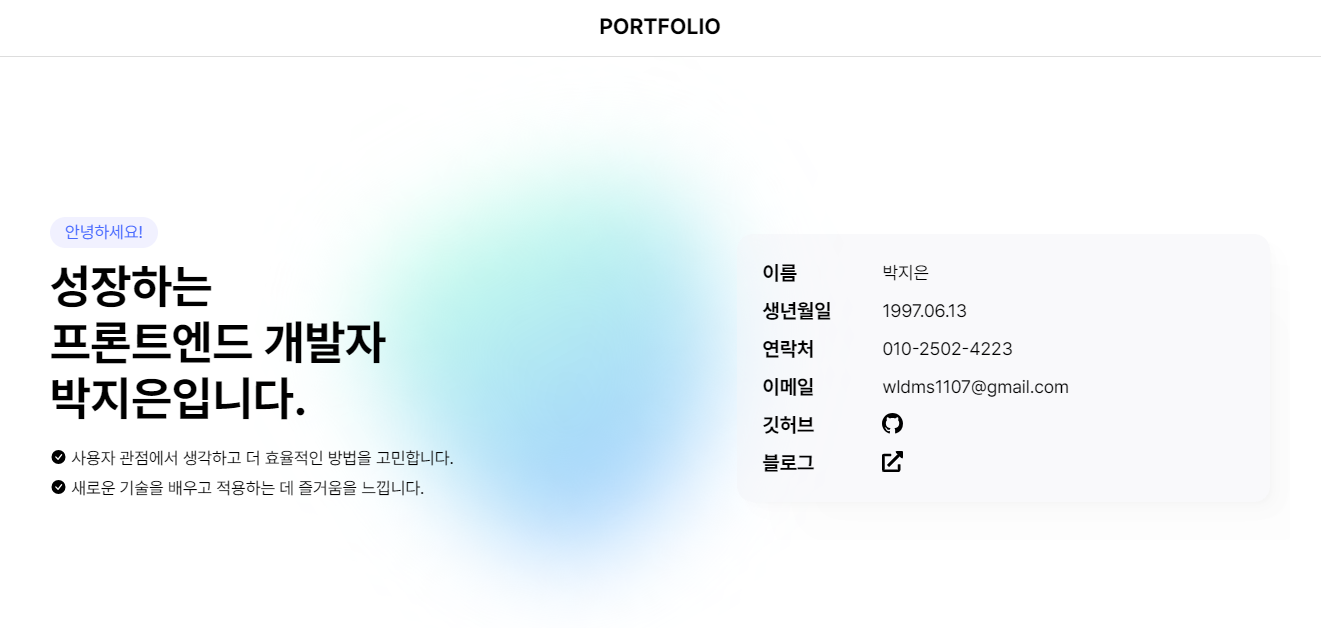 PORTFOLIO
안녕하세요!
성장하는
프론트엔드 개발자
박지은입니다.
사용자 관점에서 생각하고 더 효율적인 방법을 고민합니다.
새로운 기술을 배우고 적용하는 데 즐거움을 느낍니다.
이름 박지은
생년월일 1997.06.13
연락처 010-2502-4223
이메일 wldms1107@gmail.com
깃허브
블로그